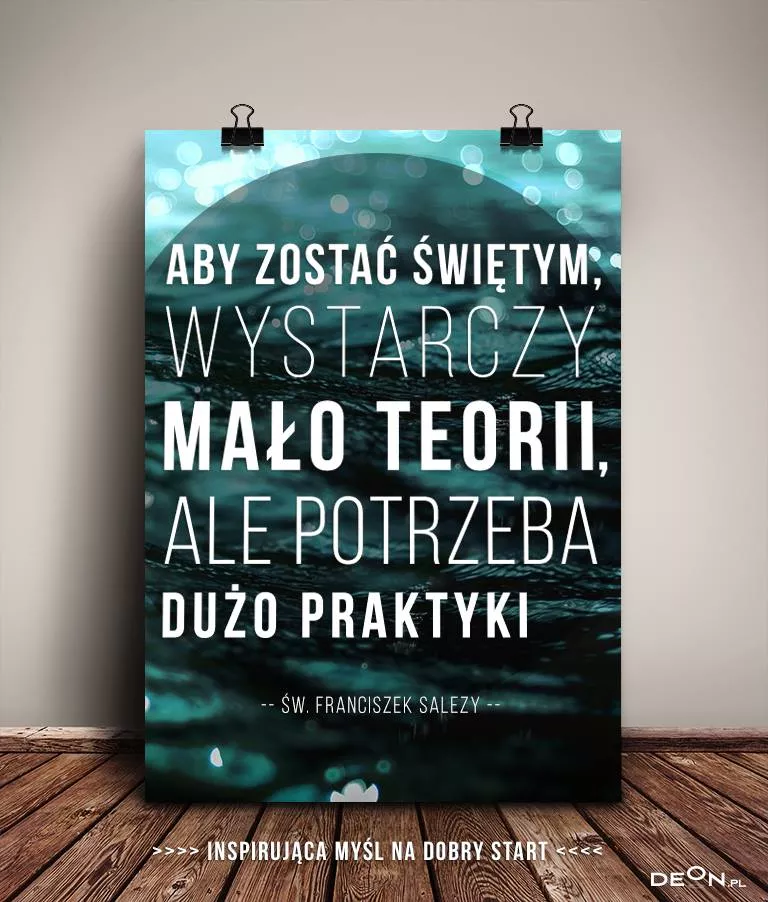 ABY ZOSTAĆ ŚWIĘTYM,
WYSTARCZY
MAŁO TEORII,
ALE POTRZEBA
DUŻO PRAKTYKI
-- ŚW. FRANCISZEK SALEZY --
>>>> INSPIRUJĄCA MYŚL NA DOBRY START <<<<
DEON.PL